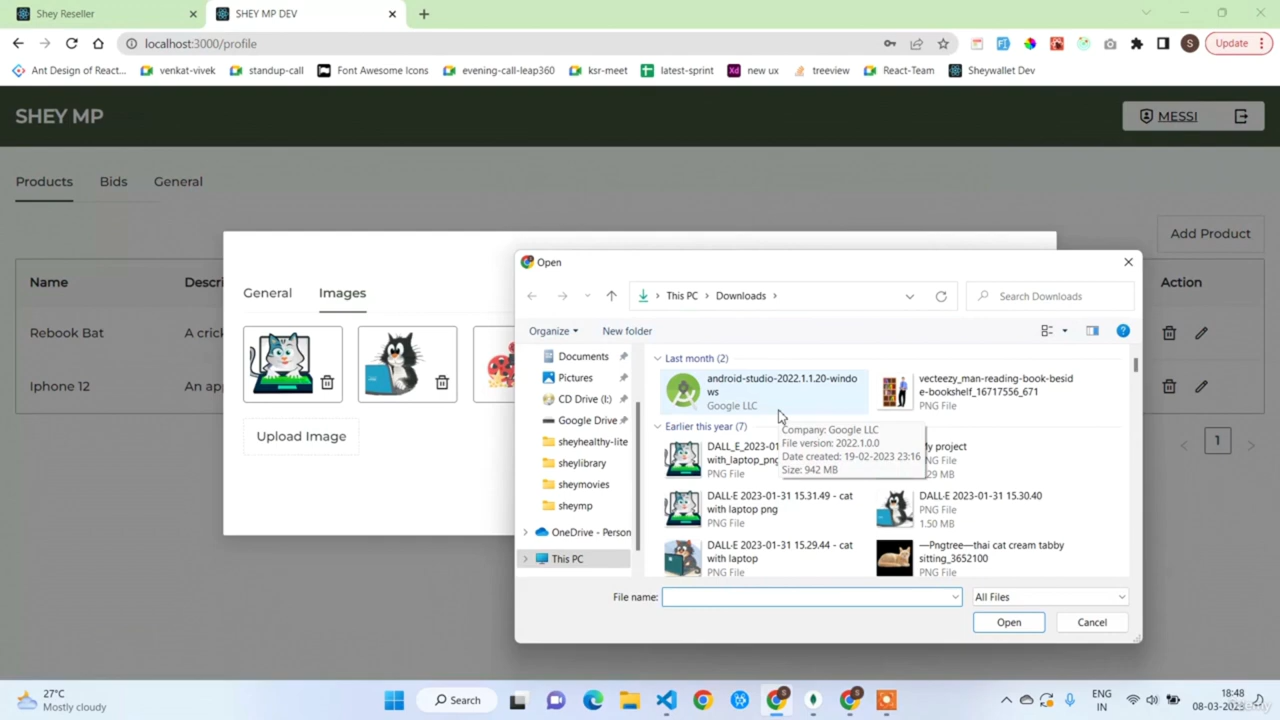 Shey Reseller
SHEY MP DEV
localhost:3000/profile
S
Update
Ant Design of React...
venkat-vivek
standup-call
Font Awesome Icons
evening-call-leap360
ksr-meet
latest-sprint
new ux
treeview
React-Team
Sheywallet Dev
SHEY MP
MESSI
Products
Bids
General
Add Product
Name
Descri
Action
Rebook Bat
A crick
Iphone 12
An ap
1
General
Images
Upload Image
Open
This PC
Downloads
Search Downloads
Organize
New folder
Documents
Pictures
CD Drive (I:)
Google Drive
sheyhealthy-lite
sheylibrary
sheymovies
sheymp
OneDrive - Person
This PC
Last month (2)
android-studio-2022.1.1.20-windo
ws
Google LLC
vecteezy_man-reading-book-besid
e-bookshelf_16717556_671
PNG File
Company: Google LLC
File version: 2022.1.0.0
Date created: 19-02-2023 23:16
Size: 942 MB
Earlier this year (7)
DALL_E_2023-01
with_laptop_png
PNG File
My project
PNG File
29 MB
DALL·E 2023-01-31 15.31.49 - cat
with laptop png
PNG File
DALL·E 2023-01-31 15.30.40
PNG File
1.50 MB
DALL·E 2023-01-31 15.29.44 - cat
with laptop
PNG File
—Pngtree—thai cat cream tabby
sitting_3652100
PNG File
File name:
All Files
Open
Cancel
27°C
Mostly cloudy
Search
ENG
IN
18:48
08-03-2023